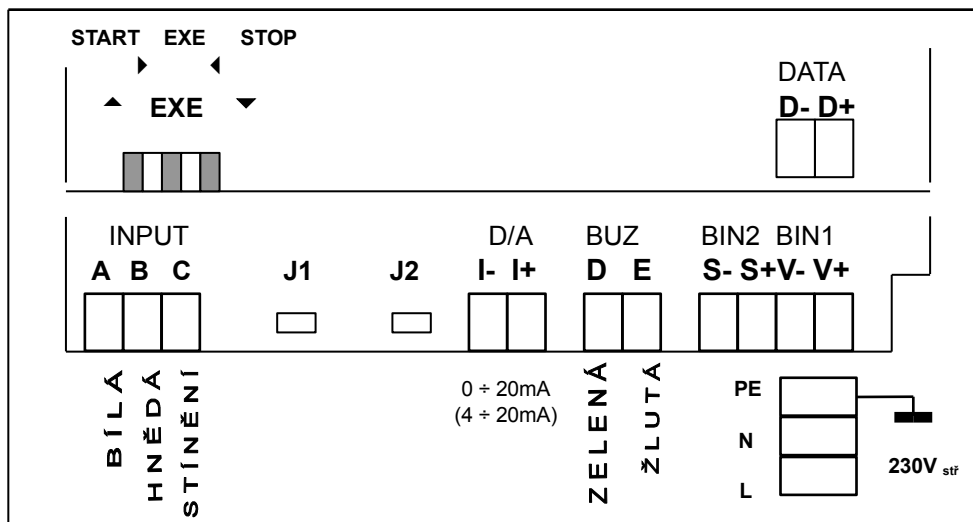 START EXE STOP
EXE
DATA
D- D+
INPUT D/A BUZ BIN2 BIN1
A B C J1 J2 I- I+ D E S- S+ V- V+
BÍLÁ
HNĚDÁ
STÍNĚNÍ
0 ÷ 20mA
(4 ÷ 20mA)
ZELENÁ
ŽLUTÁ
PE
N
L
230V stř